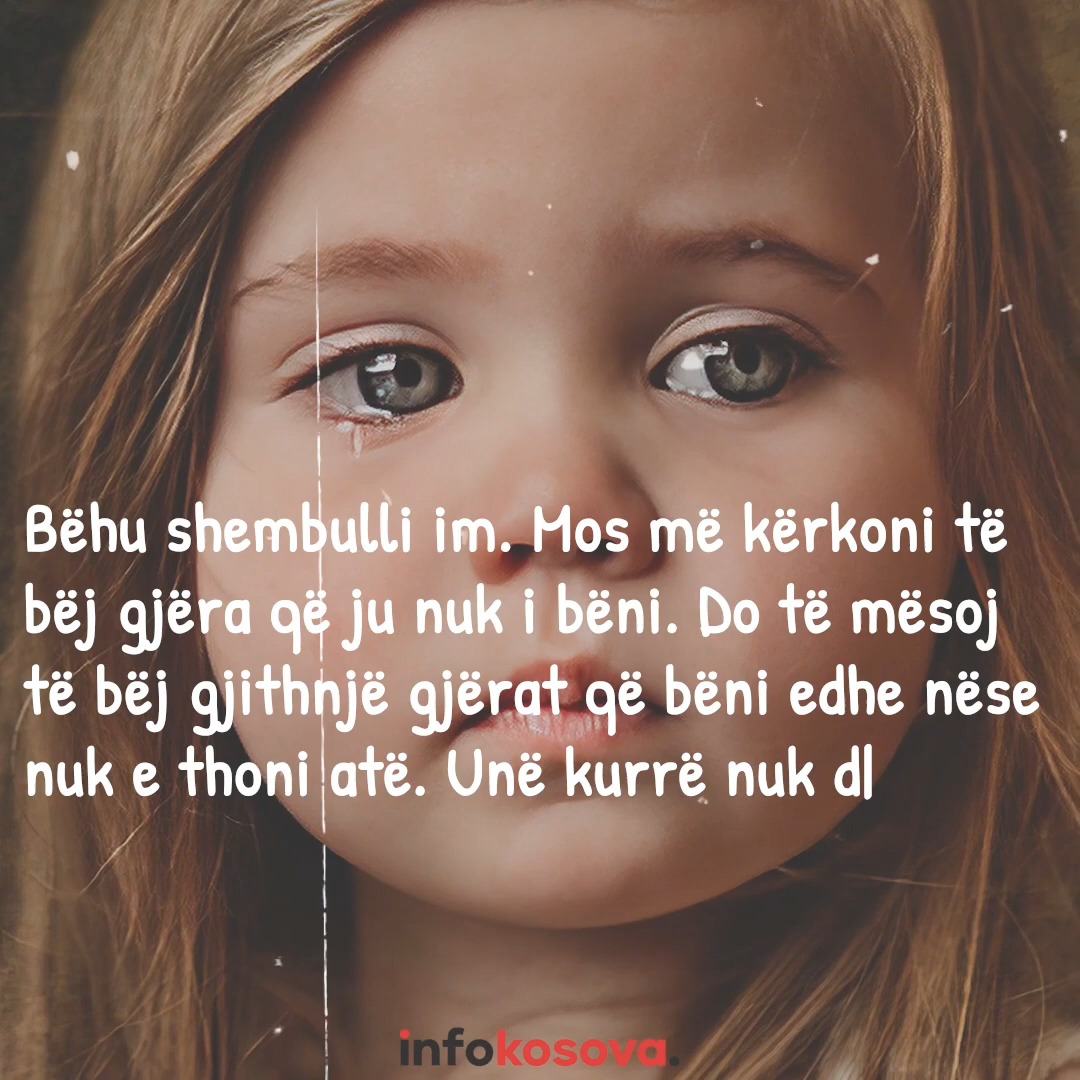 Bëhu shembulli im. Mos më kërkoni të
bëj gjëra që ju nuk i bëni. Do të mësoj
të bëj gjithnjë gjërat që bëni edhe nëse
nuk e thoni atë. Unë kurrë nuk d|
infokosova.